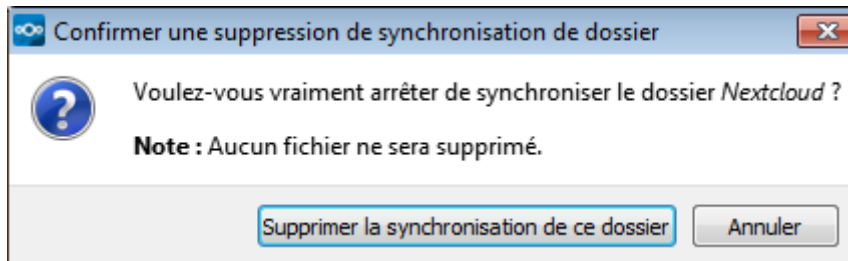 Confirmer une suppression de synchronisation de dossier
Voulez-vous vraiment arrêter de synchroniser le dossier Nextcloud ?
Note : Aucun fichier ne sera supprimé.
Supprimer la synchronisation de ce dossier
Annuler